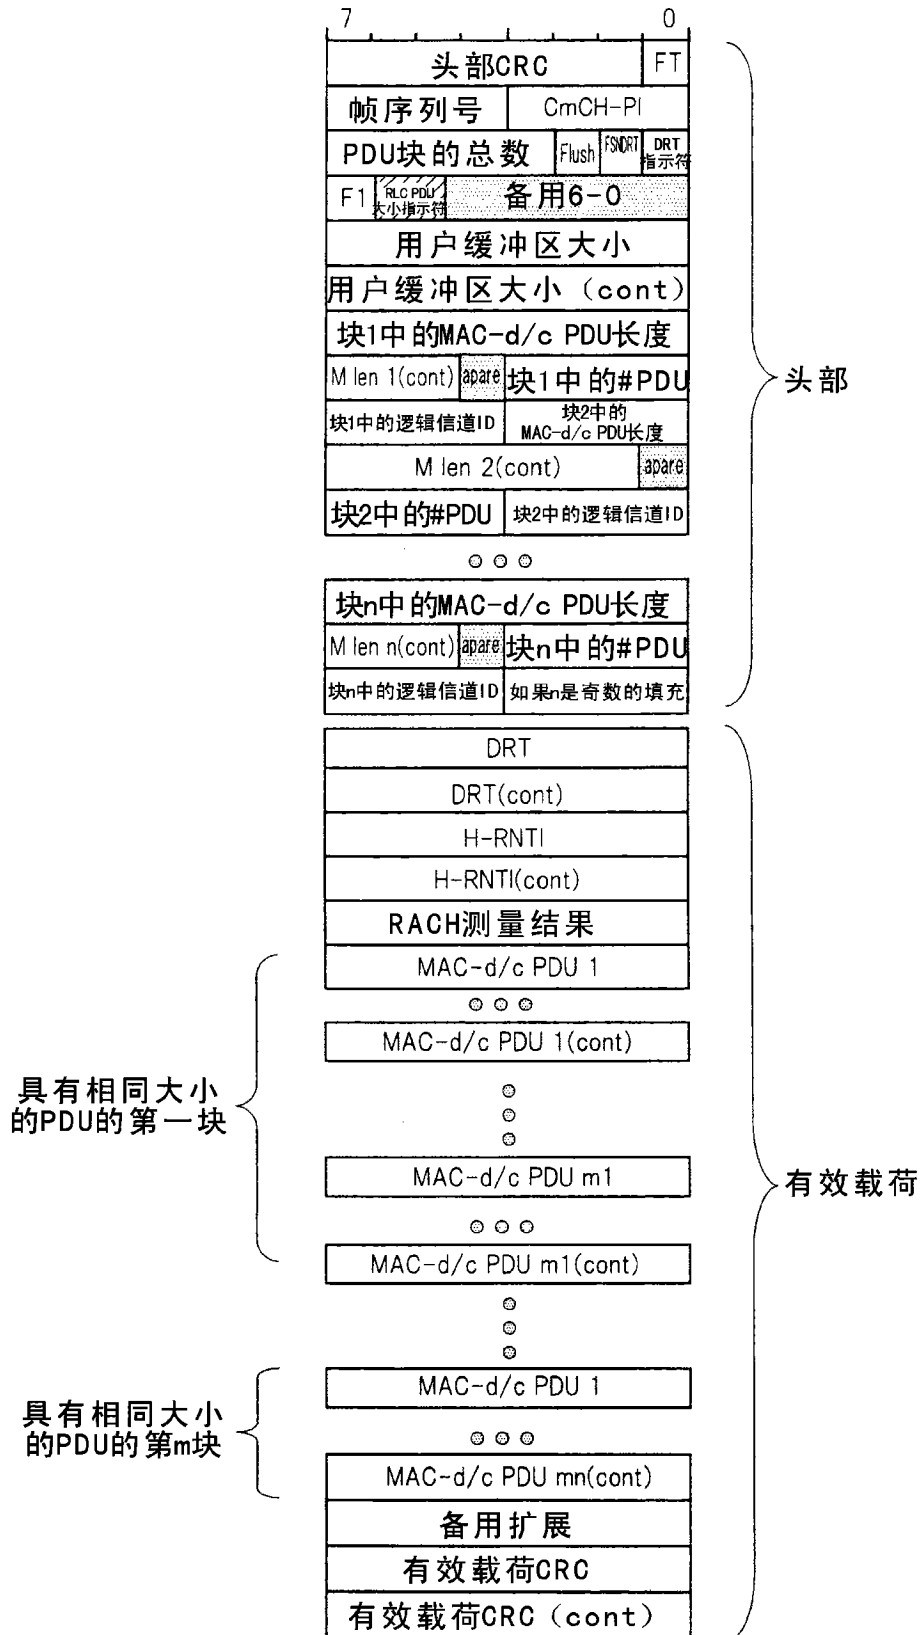 7 0
头部CRC FT
帧序列号 CmCH-PI
PDU块的总数 Flush FSNDRT DRT
指示符
F1 RLC PDU
大小指示符 备用6-0
用户缓冲区大小
用户缓冲区大小（cont）
块1中的MAC-d/c PDU长度
M len 1(cont) apare 块1中的#PDU
头部
块1中的逻辑信道ID 块2中的
MAC-d/c PDU长度
M len 2(cont) apare
块2中的#PDU 块2中的逻辑信道ID
块n中的MAC-d/c PDU长度
M len n(cont) apare 块n中的#PDU
块n中的逻辑信道ID 如果n是奇数的填充
DRT
DRT(cont)
H-RNTI
H-RNTI(cont)
RACH测量结果
MAC-d/c PDU 1
MAC-d/c PDU 1(cont)
具有相同大小
的PDU的第一块
MAC-d/c PDU m1
有效载荷
MAC-d/c PDU m1(cont)
MAC-d/c PDU 1
具有相同大小
的PDU的第m块
MAC-d/c PDU mn(cont)
备用扩展
有效载荷CRC
有效载荷CRC（cont）